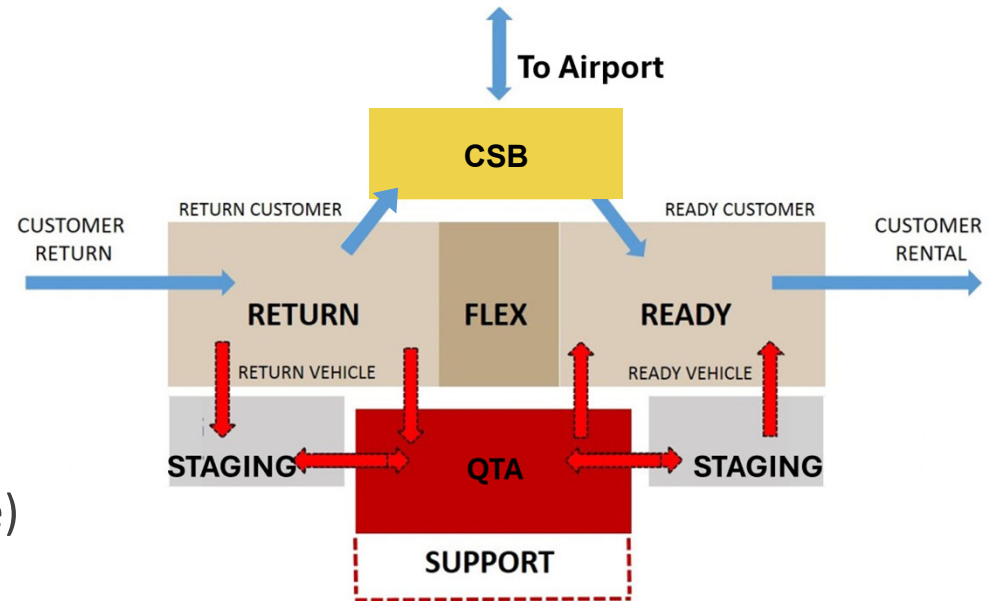 To Airport
CSB
RETURN CUSTOMER
READY CUSTOMER
CUSTOMER
RETURN
CUSTOMER
RENTAL
RETURN
FLEX
READY
RETURN VEHICLE
READY VEHICLE
STAGING
QTA
STAGING
SUPPORT